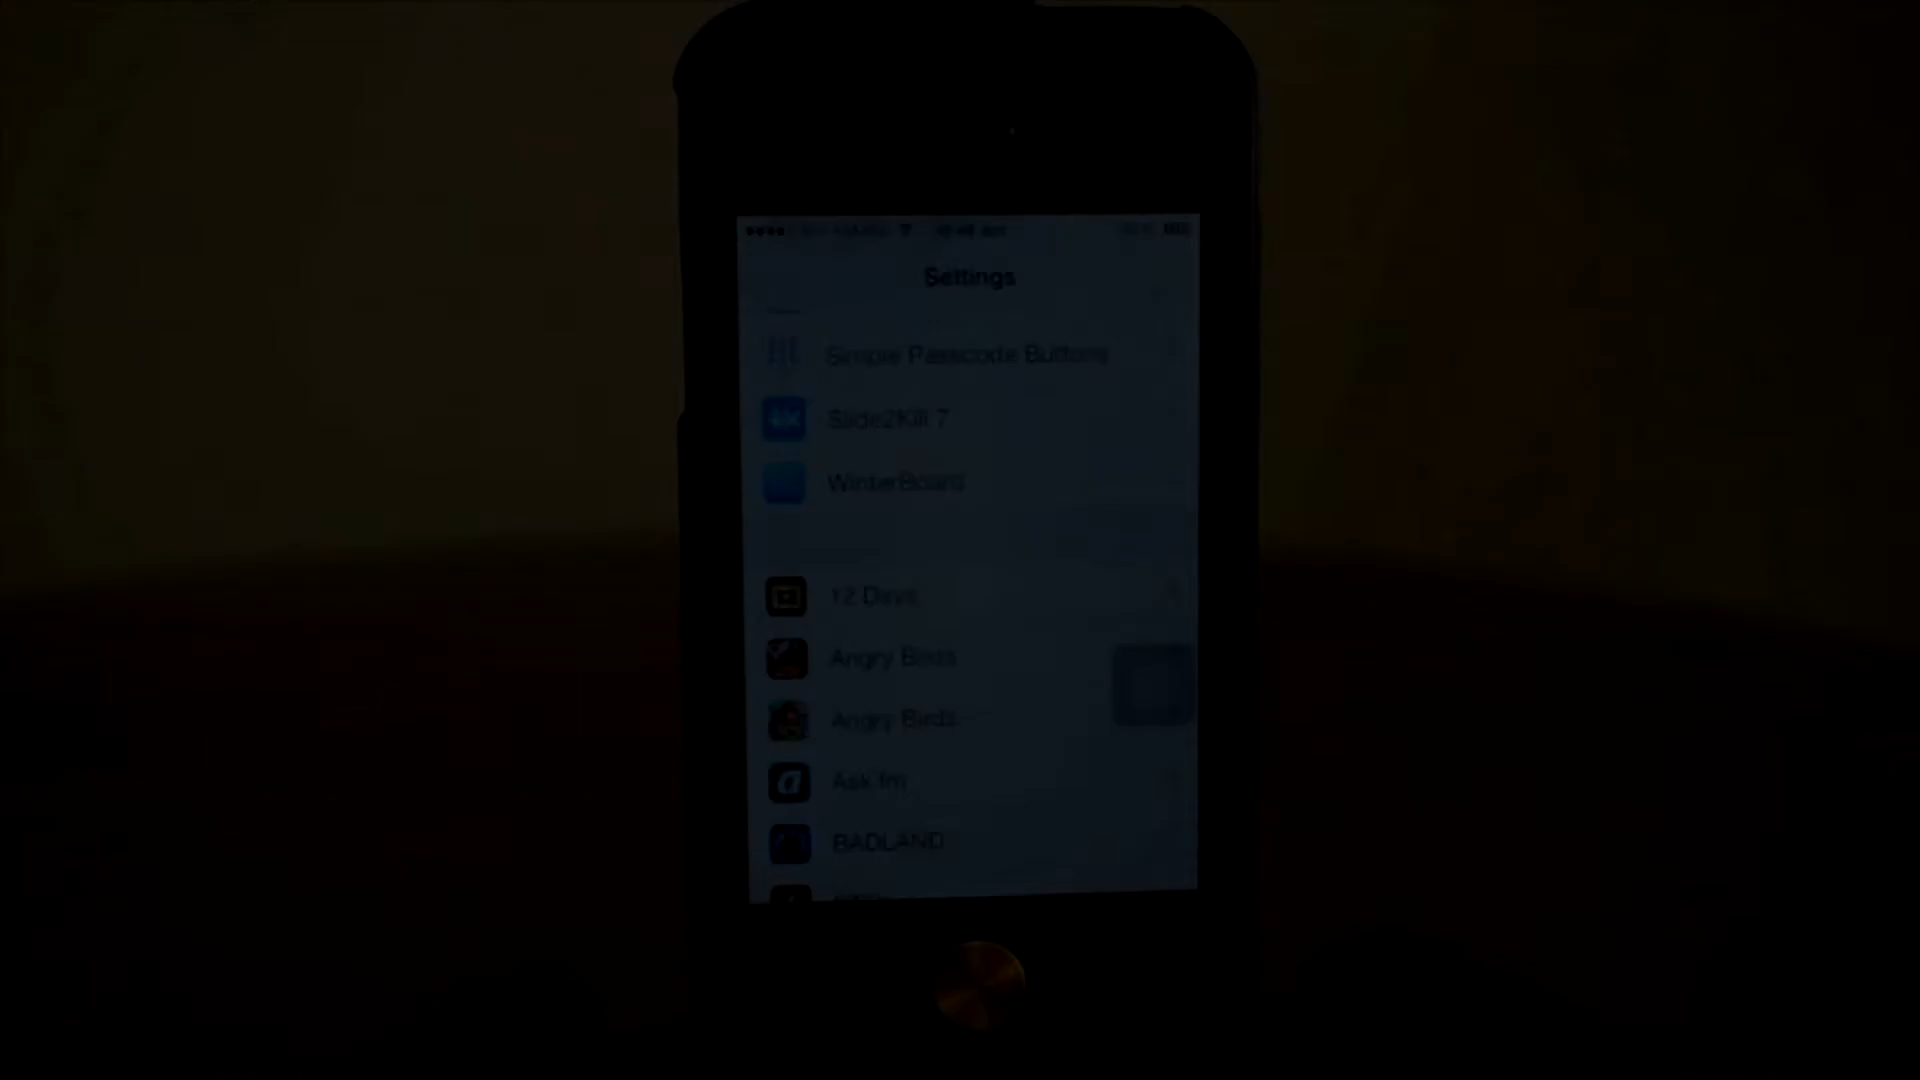 Settings
Simple Passcode Buttons
Slide2Kill 7
WinterBoard
12 Days
Angry Birds
Angry Birds
Ask.fm
BADLAND